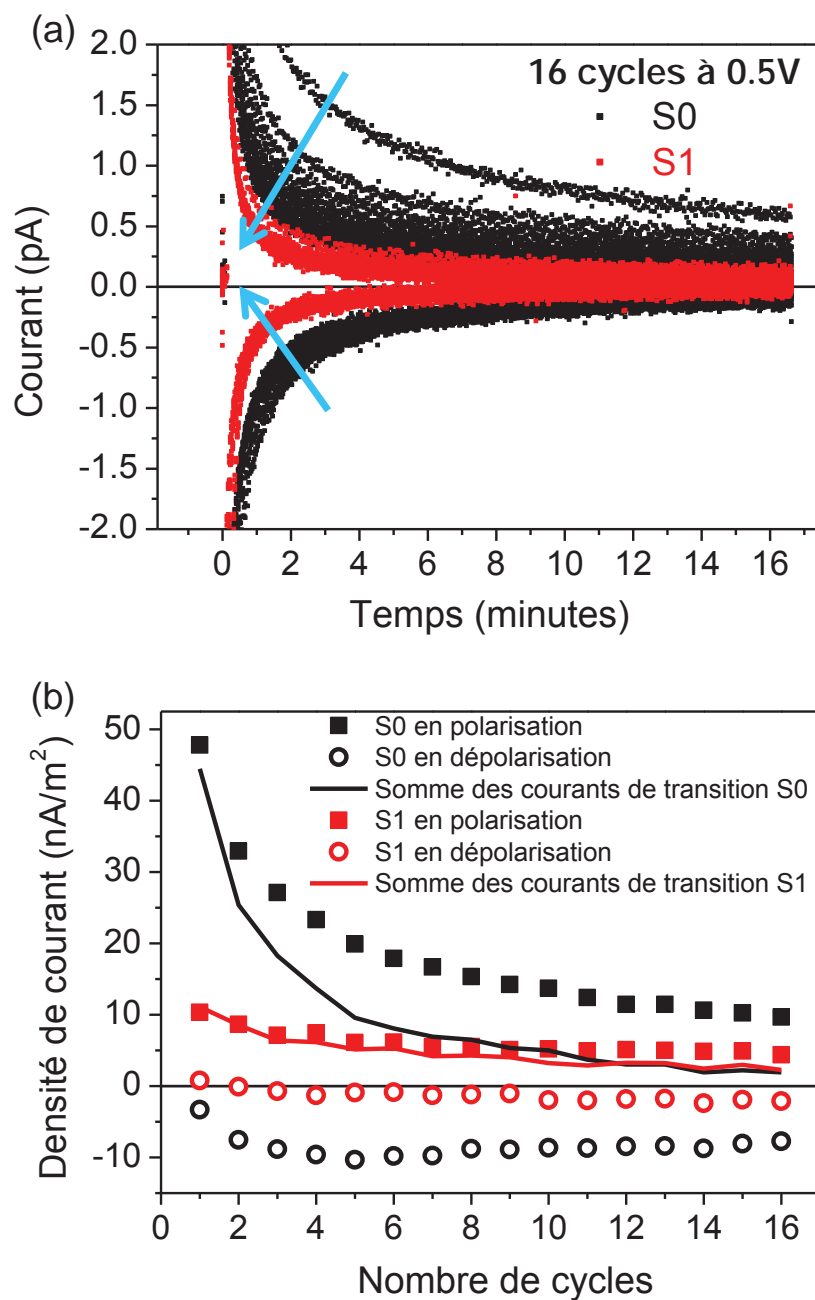 (a)
2.0
1.5
1.0
0.5
0.0
-0.5
-1.0
-1.5
-2.0
Courant (pA)
16 cycles à 0.5V
S0
S1
0 2 4 6 8 10 12 14 16
Temps (minutes)
(b)
50
40
30
20
10
0
-10
Densité de courant (nA/m²)
S0 en polarisation
S0 en dépolarisation
Somme des courants de transition S0
S1 en polarisation
S1 en dépolarisation
Somme des courants de transition S1
0 2 4 6 8 10 12 14 16
Nombre de cycles